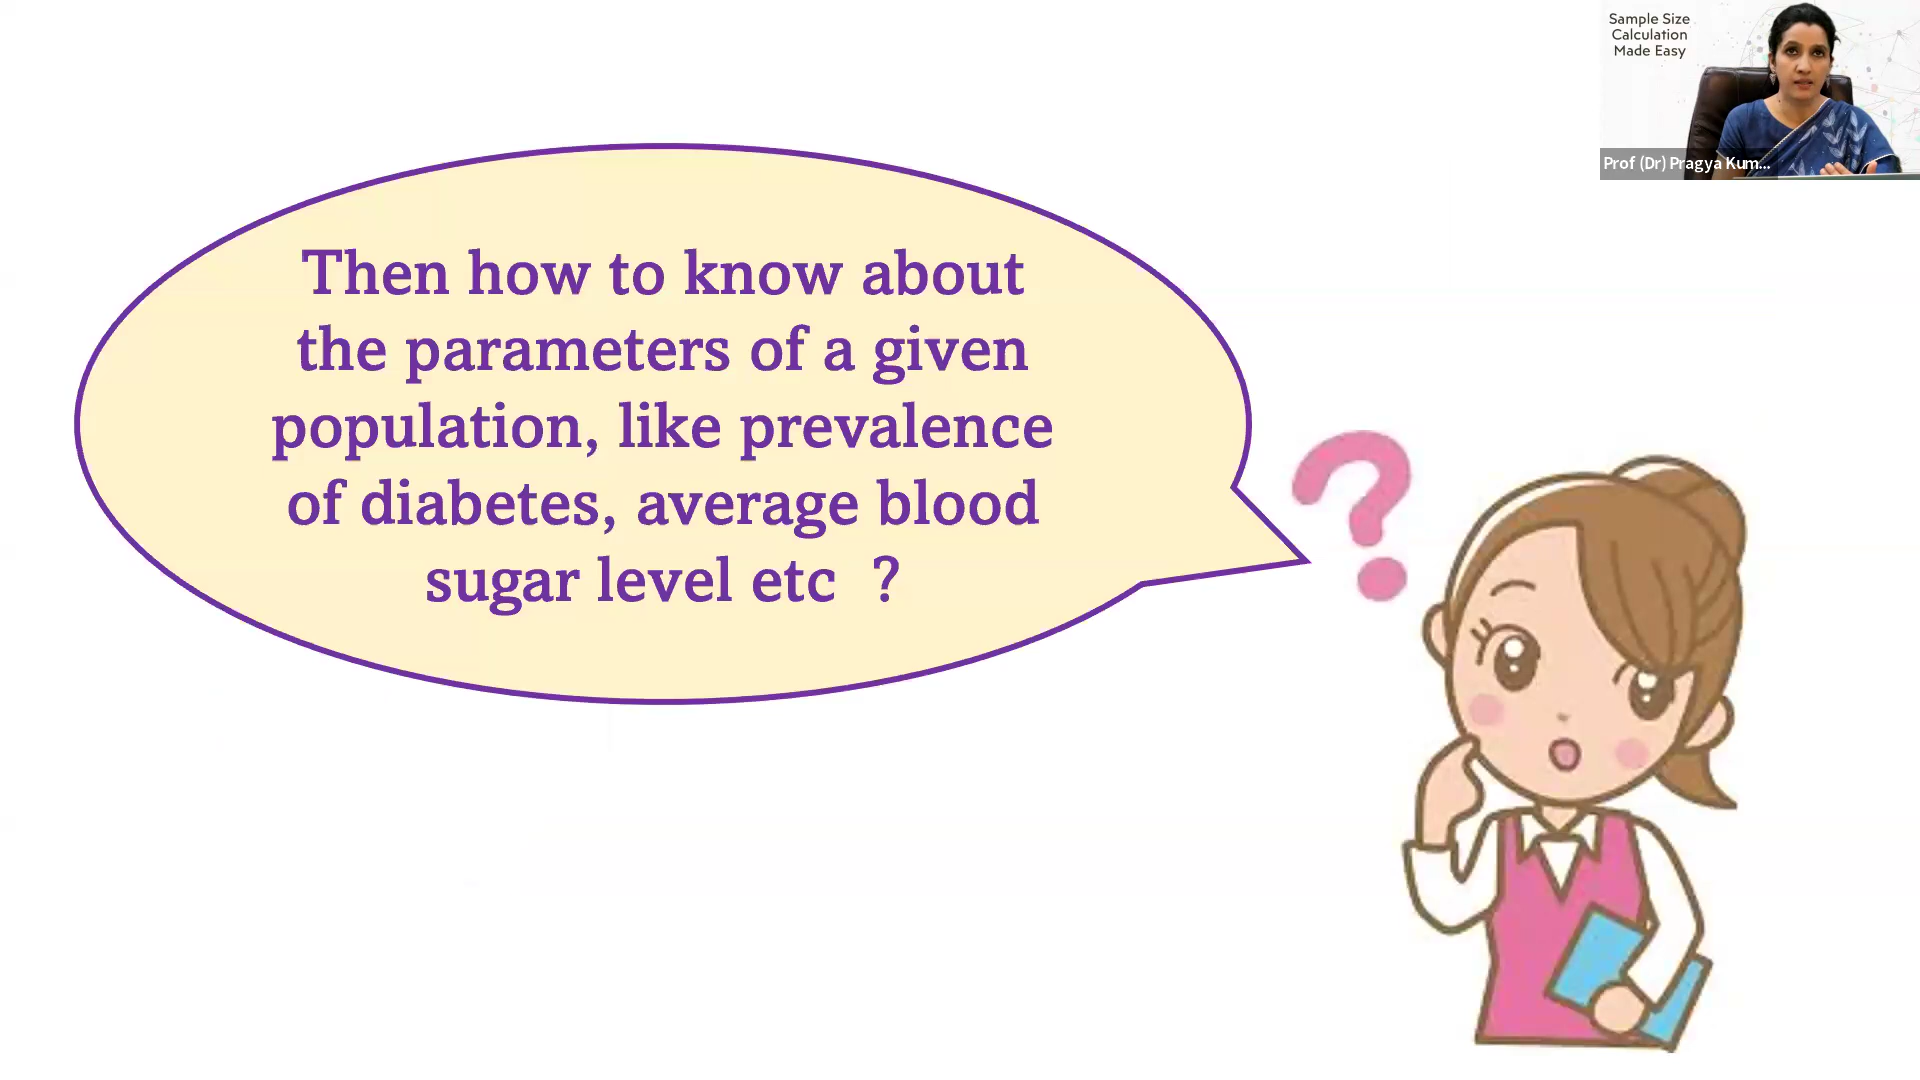 Sample Size
Calculation
Made Easy
Prof (Dr) Pragya Kum...
Then how to know about
the parameters of a given
population, like prevalence
of diabetes, average blood
sugar level etc ?